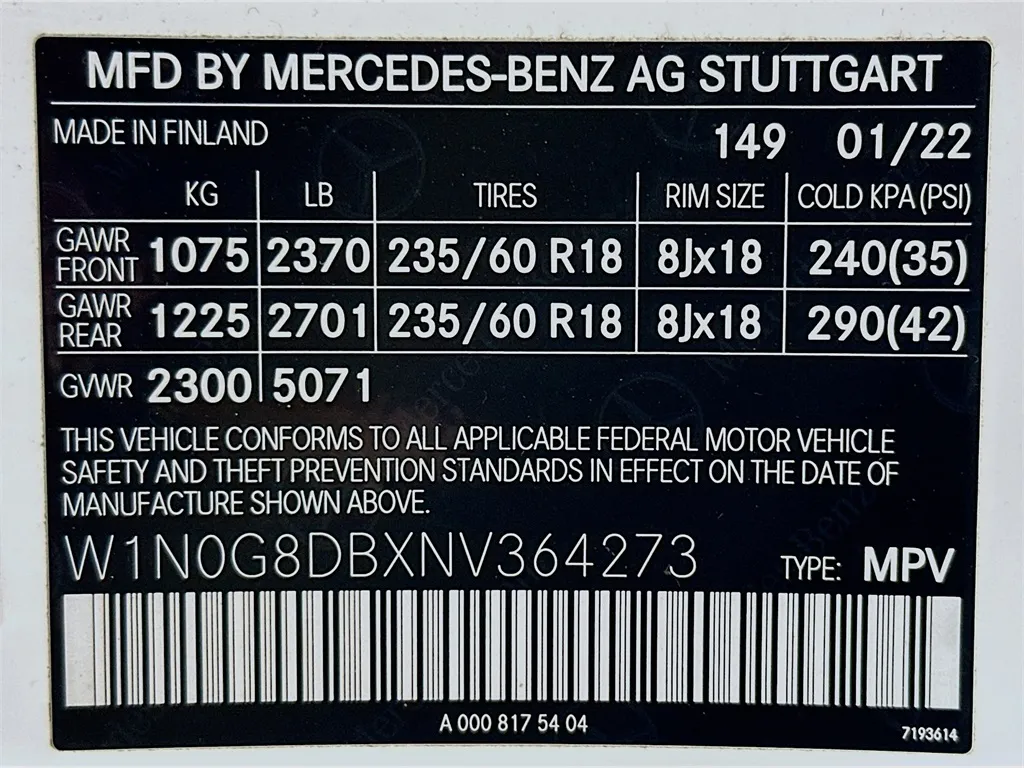 MFD BY MERCEDES-BENZ AG STUTTGART
MADE IN FINLAND 149 01/22
KG LB TIRES RIM SIZE COLD KPA (PSI)
GAWR FRONT 1075 2370 235/60 R18 8Jx18 240(35)
GAWR REAR 1225 2701 235/60 R18 8Jx18 290(42)
GVWR 2300 5071
THIS VEHICLE CONFORMS TO ALL APPLICABLE FEDERAL MOTOR VEHICLE
SAFETY AND THEFT PREVENTION STANDARDS IN EFFECT ON THE DATE OF
MANUFACTURE SHOWN ABOVE.
W1N0G8DBXNV364273 TYPE: MPV
A 000 817 54 04
7193614